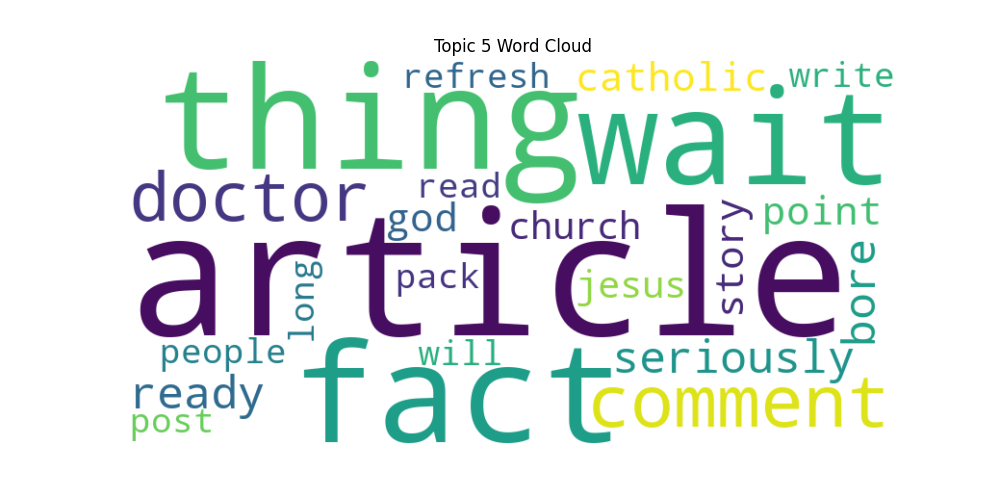 Topic 5 Word Cloud
refresh catholic write
thing wait
doctor read
god church story point
article
long pack jesus bore
people will seriously
ready fact comment
post